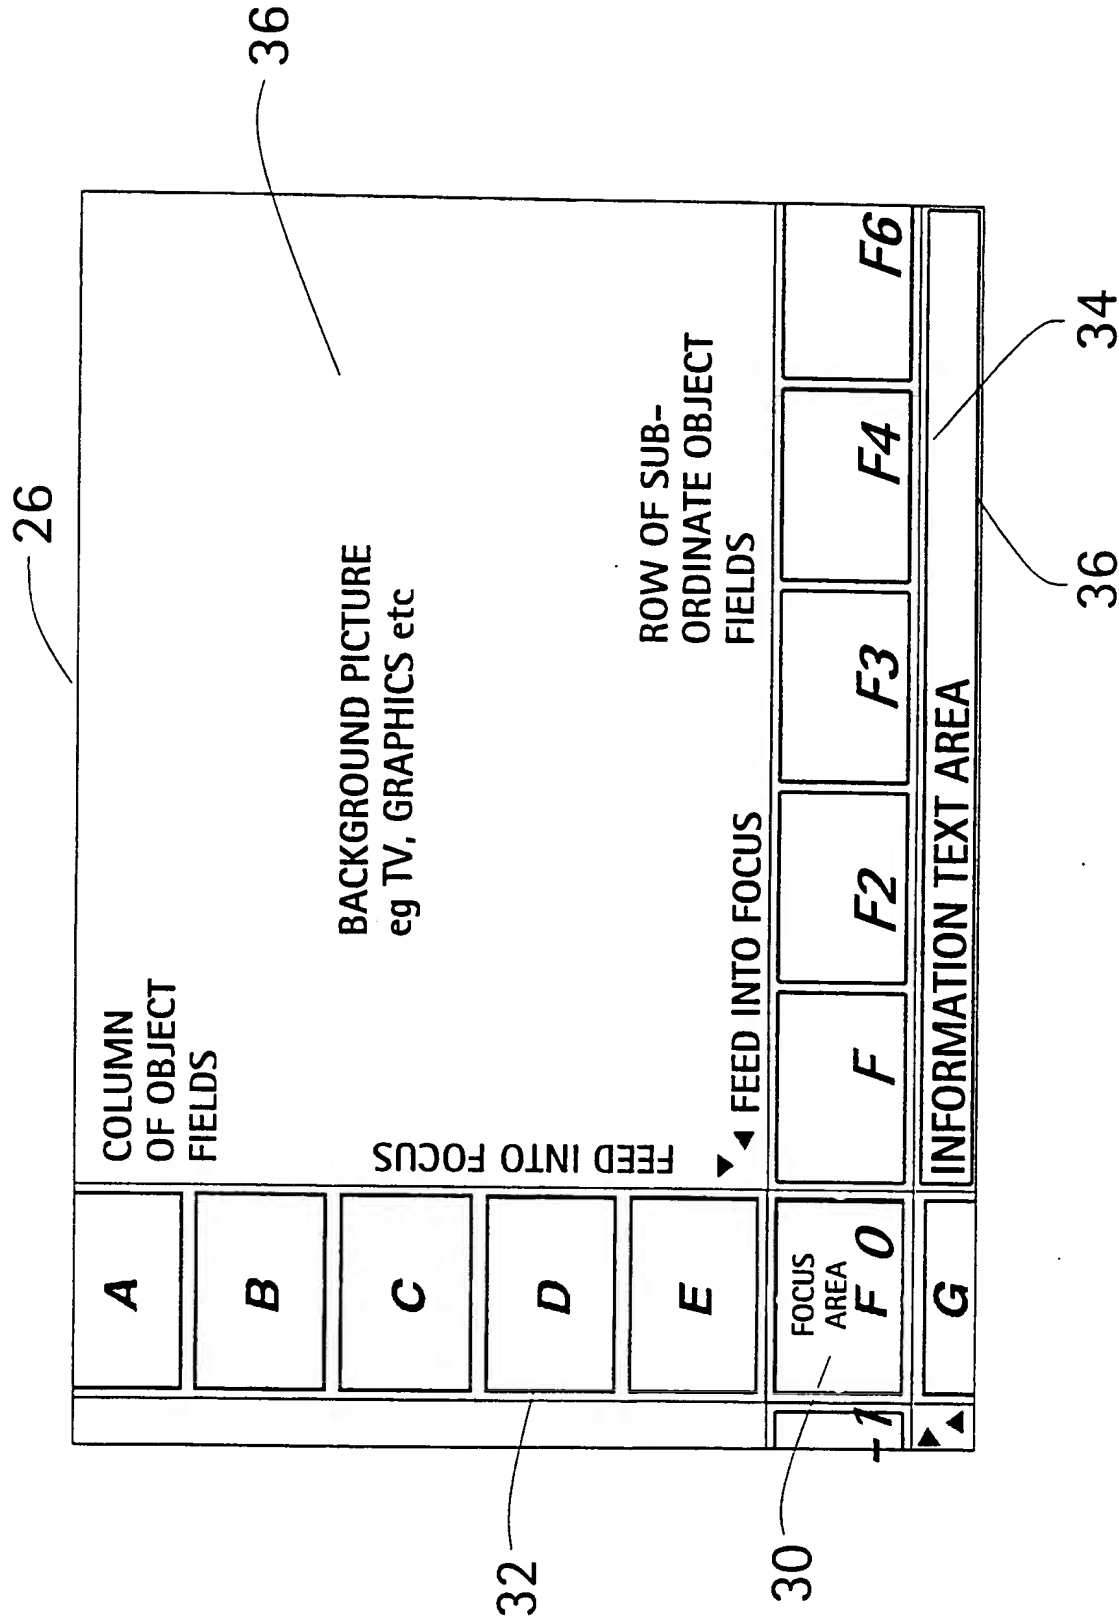 26
36
COLUMN
OF OBJECT
FIELDS
A
B
C
D
E
BACKGROUND PICTURE
eg TV, GRAPHICS etc
FEED INTO FOCUS
ROW OF SUB-
ORDINATE OBJECT
FIELDS
▼
▲ FEED INTO FOCUS
32
30
-1
FOCUS
AREA
F 0
F
F2
F3
F4
F6
G
INFORMATION TEXT AREA
34
36